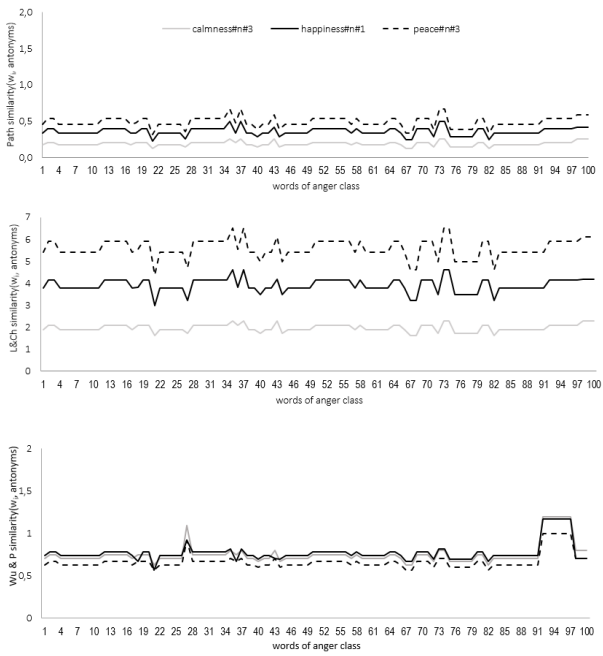 2,0
calmness#n#3 happiness#n#1 peace#n#3
1,5
1,0
0,5
0,0
Path similarity(wᵢ, antonyms)
1 4 7 10 13 16 19 22 25 28 31 34 37 40 43 46 49 52 55 58 61 64 67 70 73 76 79 82 85 88 91 94 97 100
words of anger class
7
6
5
4
3
2
1
0
L&Ch similarity(wᵢ, antonyms)
1 4 7 10 13 16 19 22 25 28 31 34 37 40 43 46 49 52 55 58 61 64 67 70 73 76 79 82 85 88 91 94 97 100
words of anger class
2
1,5
1
0,5
0
Wu & P similarity(wᵢ, antonyms)
1 4 7 10 13 16 19 22 25 28 31 34 37 40 43 46 49 52 55 58 61 64 67 70 73 76 79 82 85 88 91 94 97 100
words of anger class